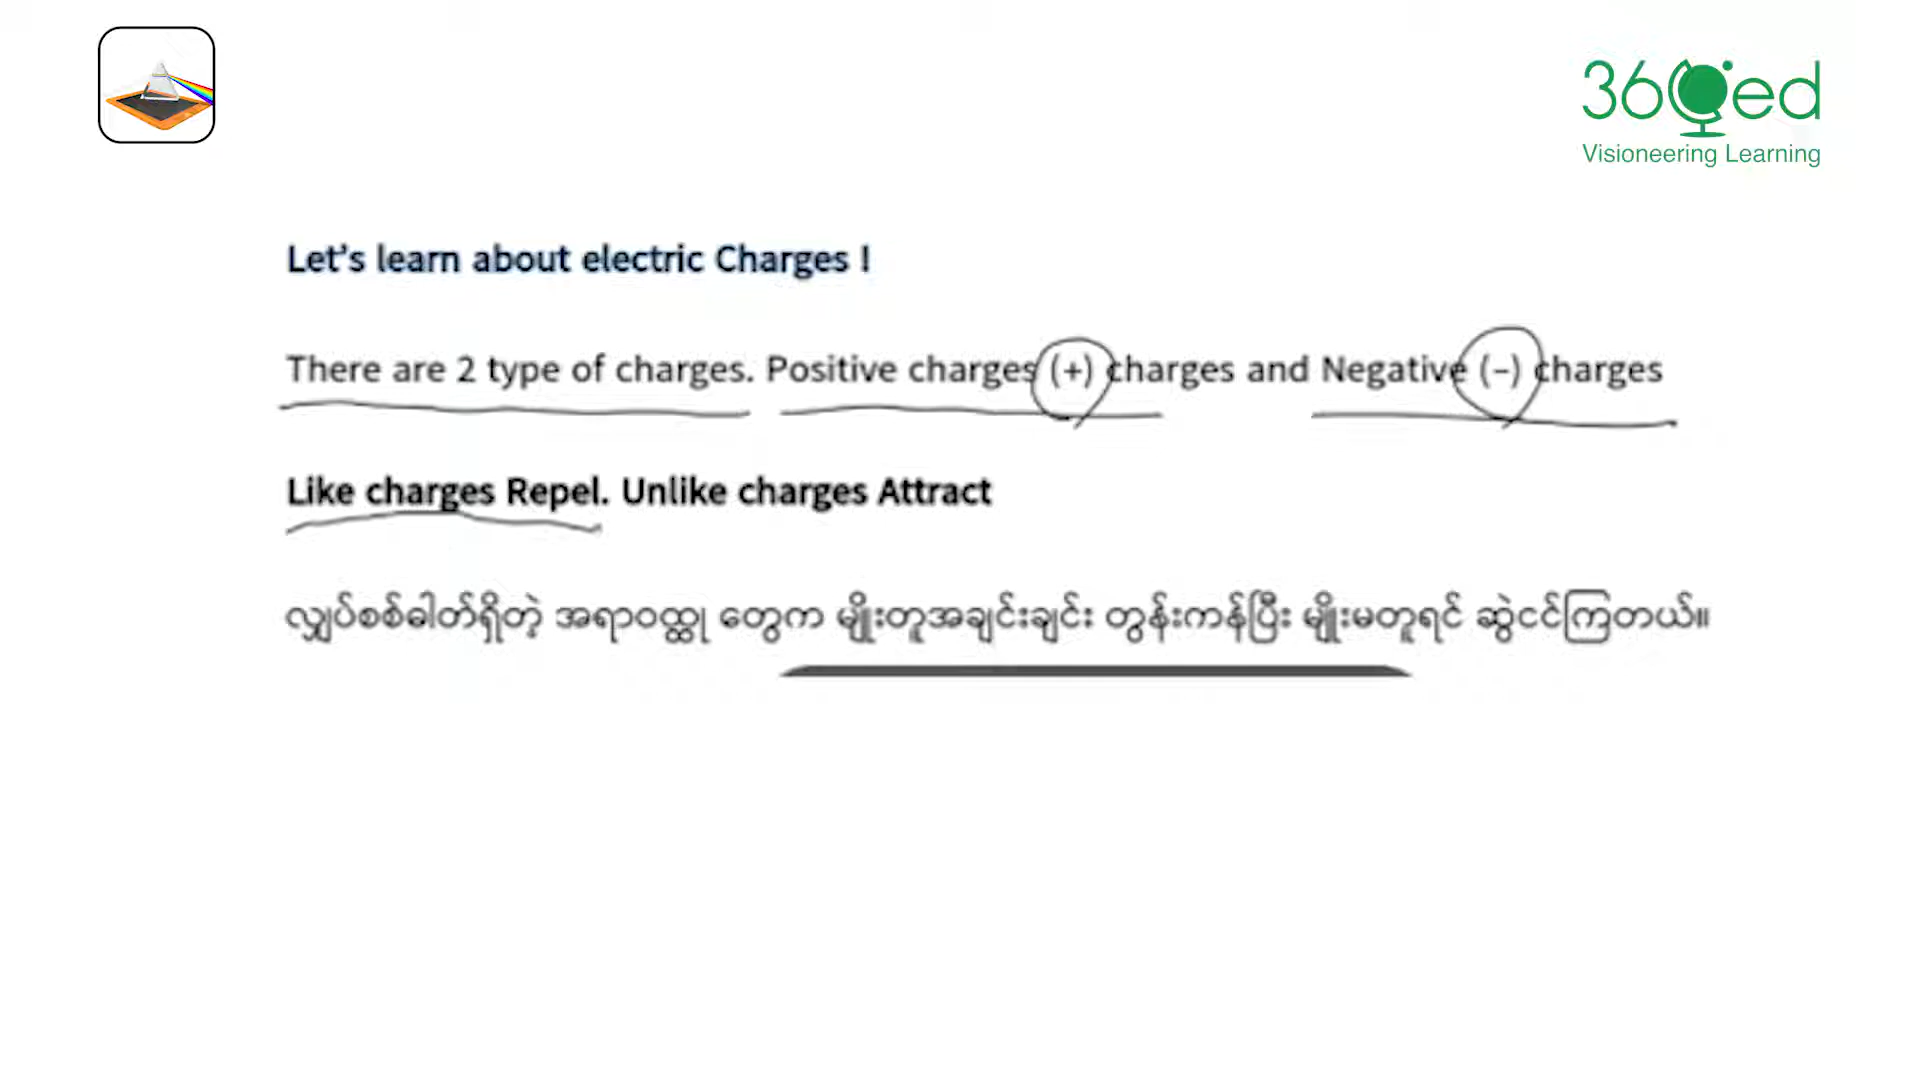 360ed
Visioneering Learning
Let's learn about electric Charges !
There are 2 type of charges. Positive charges (+) charges and Negative (-) charges
Like charges Repel. Unlike charges Attract
လျှပ်စစ်ဓါတ်ရှိတဲ့ အရာဝထ္ထု တွေက မျိုးတူအချင်းချင်း တွန်းကန်ပြီး မျိုးမတူရင် ဆွဲငင်ကြတယ်။